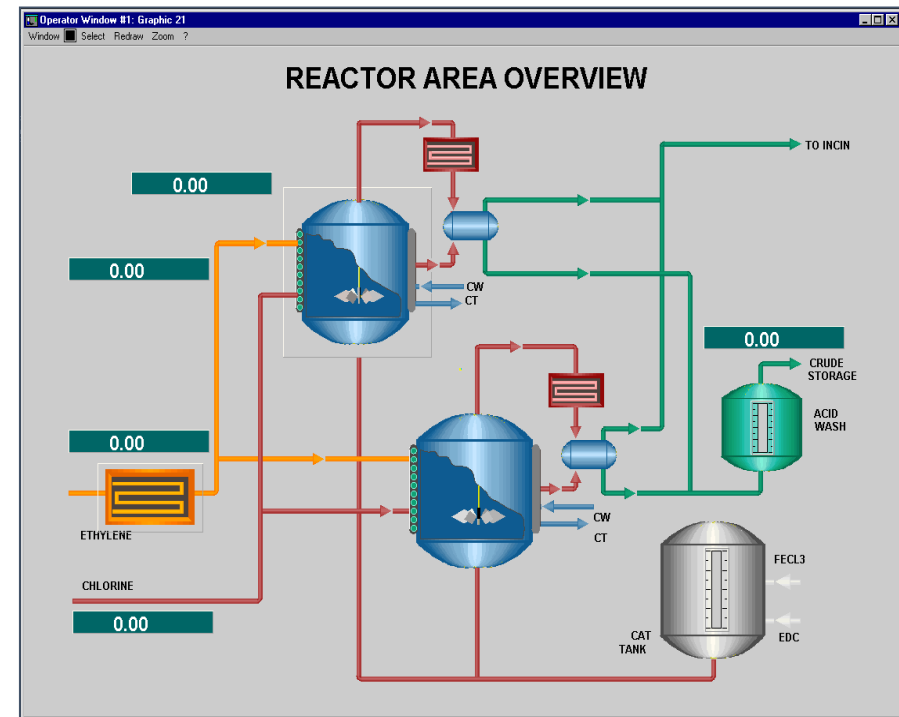 Operator Window #1: Graphic 21
Window Select Redraw Zoom ?
REACTOR AREA OVERVIEW
TO INCIN
0.00
0.00
CW
CT
0.00
CRUDE
STORAGE
ACID
WASH
0.00
ETHYLENE
CW
CT
FECL3
CHLORINE
0.00
CAT
TANK
EDC